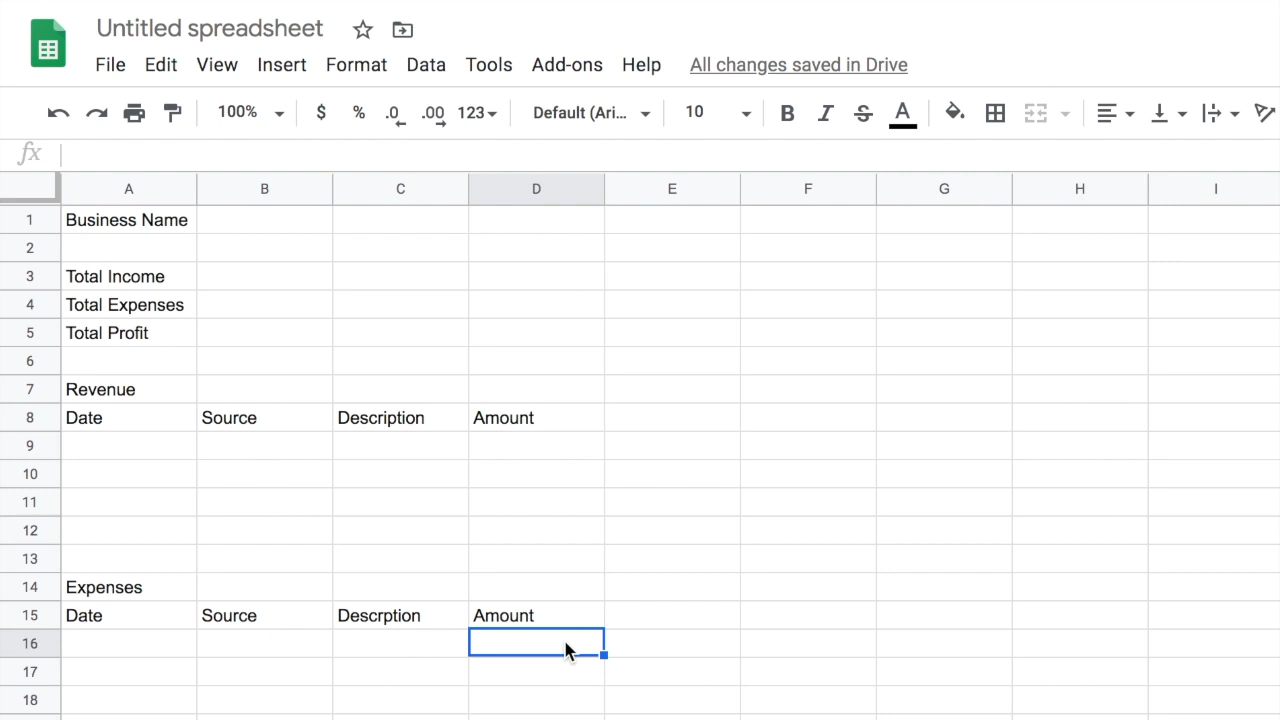 Untitled spreadsheet
File Edit View Insert Format Data Tools Add-ons Help All changes saved in Drive
100% $ % .0 .00 123 Default (Ari... 10 B I S A
fx
A B C D E F G H I
1 Business Name
2
3 Total Income
4 Total Expenses
5 Total Profit
6
7 Revenue
8 Date Source Description Amount
9
10
11
12
13
14 Expenses
15 Date Source Descrption Amount
16
17
18